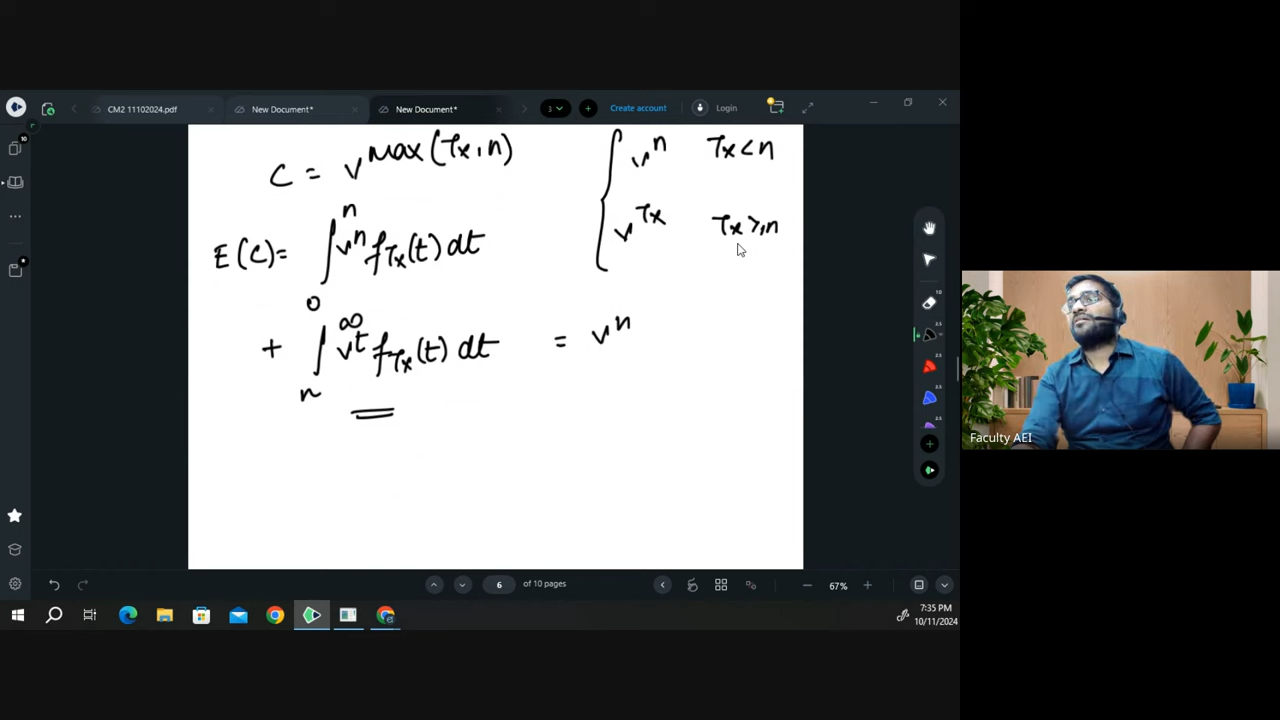 CM2 11102024.pdf
New Document*
New Document*
3
Create account
Login
C = v^Max(Tx, n)
{ v^n Tx < n
v^Tx Tx ≥ n
E(C) = ∫₀ⁿ v^n f_Tx(t) dt
+ ∫ₙ^∞ v^t f_Tx(t) dt = v^n
Faculty AEI
6 of 10 pages
67%
7:35 PM
10/11/2024